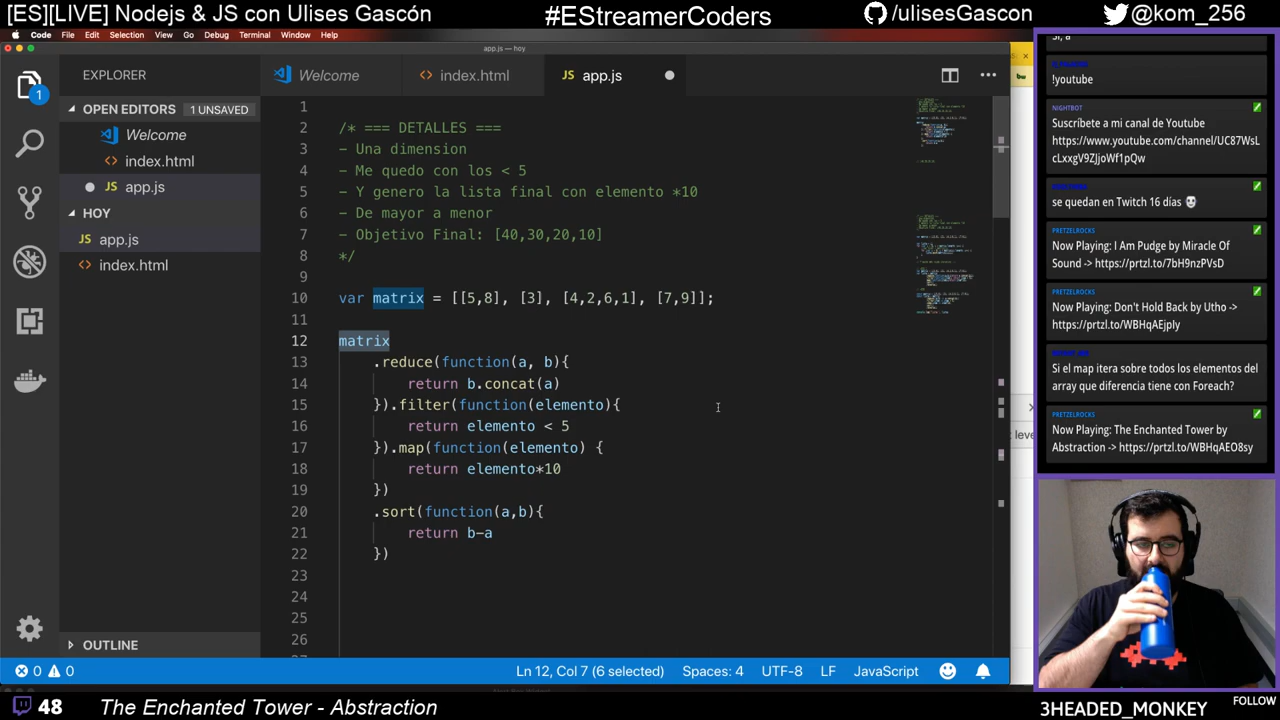 [ES][LIVE] Nodejs & JS con Ulises Gascón
#EStreamerCoders
/ulisesGascon
@kom_256
Code File Edit Selection View Go Debug Terminal Window Help
app.js — hoy
EXPLORER
OPEN EDITORS 1 UNSAVED
Welcome
index.html
app.js
HOY
app.js
index.html
OUTLINE
1
Welcome
index.html
app.js
1
2 /* === DETALLES ===
3 - Una dimension
4 - Me quedo con los < 5
5 - Y genero la lista final con elemento *10
6 - De mayor a menor
7 - Objetivo Final: [40,30,20,10]
8 */
9
10 var matrix = [[5,8], [3], [4,2,6,1], [7,9]];
11
12 matrix
13 .reduce(function(a, b){
14 return b.concat(a)
15 }).filter(function(elemento){
16 return elemento < 5
17 }).map(function(elemento) {
18 return elemento*10
19 })
20 .sort(function(a,b){
21 return b-a
22 })
23
24
25
26
0 0
Ln 12, Col 7 (6 selected)
Spaces: 4
UTF-8
LF
JavaScript
!youtube
NIGHTBOT
Suscríbete a mi canal de Youtube
https://www.youtube.com/channel/UC87WsL
cLxxgV9ZJjoWf1pQw
se quedan en Twitch 16 días
PRETZELROCKS
Now Playing: I Am Pudge by Miracle Of
Sound -> https://prtzl.to/7bH9nzPVsD
PRETZELROCKS
Now Playing: Don't Hold Back by Utho ->
https://prtzl.to/WBHqAEjply
Si el map itera sobre todos los elementos del
array que diferencia tiene con Foreach?
PRETZELROCKS
Now Playing: The Enchanted Tower by
Abstraction -> https://prtzl.to/WBHqAEO8sy
48
The Enchanted Tower - Abstraction
3HEADED_MONKEY
FOLLOW